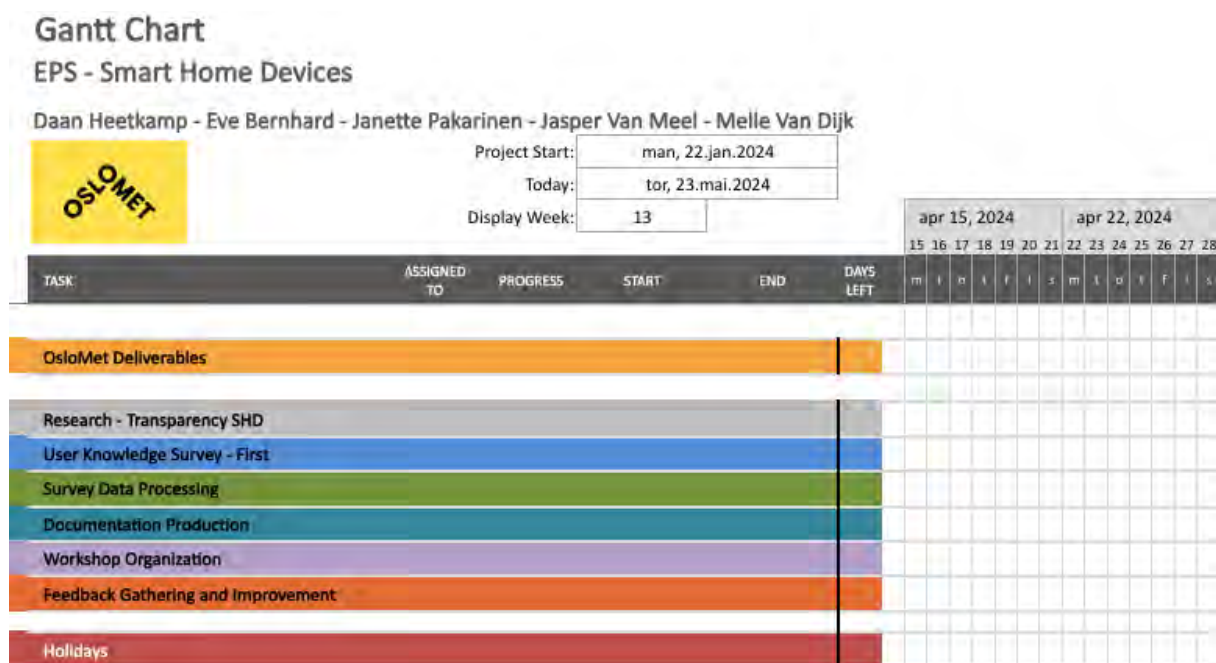 Gantt Chart
EPS - Smart Home Devices
Daan Heetkamp - Eve Bernhard - Janette Pakarinen - Jasper Van Meel - Melle Van Dijk
OSLOMET
Project Start: man, 22.jan.2024
Today: tor, 23.mai.2024
Display Week: 13
apr 15, 2024 apr 22, 2024
15 16 17 18 19 20 21 22 23 24 25 26 27 28
TASK ASSIGNED TO PROGRESS START END DAYS LEFT
OsloMet Deliverables
Research - Transparency SHD
User Knowledge Survey - First
Survey Data Processing
Documentation Production
Workshop Organization
Feedback Gathering and Improvement
Holidays